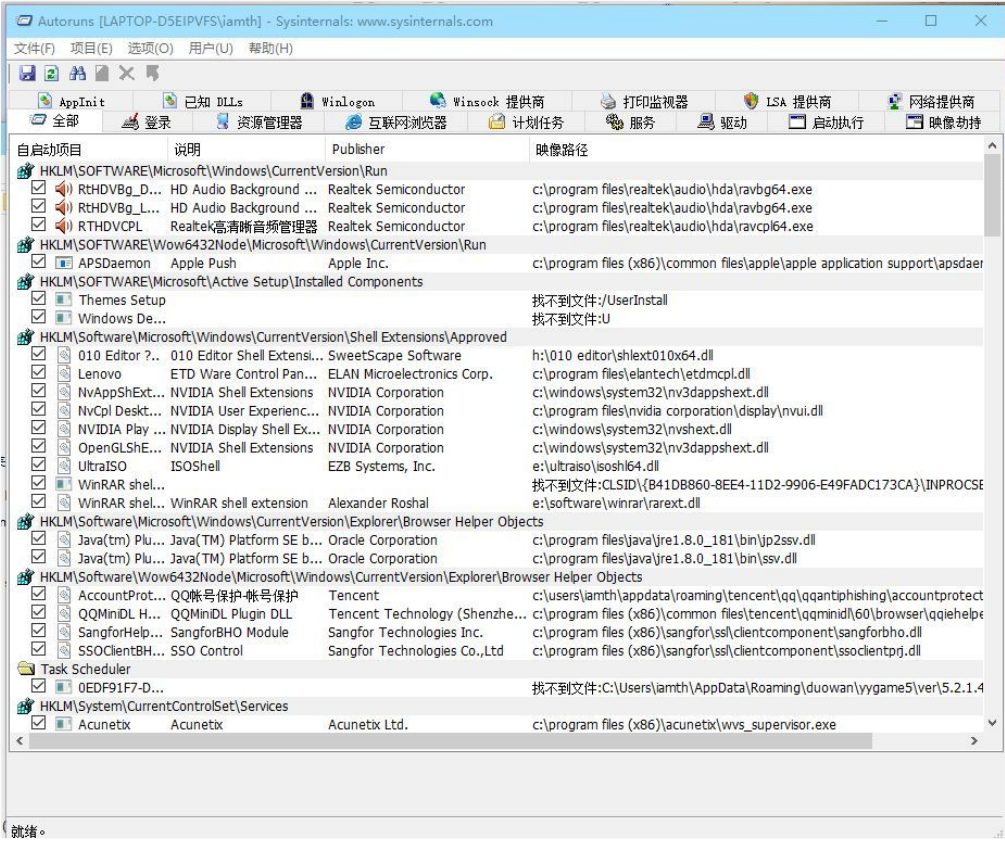 Autoruns [LAPTOP-D5EIPVFS\iamth] - Sysinternals: www.sysinternals.com
文件(F) 项目(E) 选项(O) 用户(U) 帮助(H)
AppInit 已知 DLLs Winlogon Winsock 提供商 打印监视器 LSA 提供商 网络提供商
全部 登录 资源管理器 互联网浏览器 计划任务 服务 驱动 启动执行 映像劫持
自启动项目 说明 Publisher 映像路径
HKLM\SOFTWARE\Microsoft\Windows\CurrentVersion\Run
RtHDVBg_D... HD Audio Background ... Realtek Semiconductor c:\program files\realtek\audio\hda\ravbg64.exe
RtHDVBg_L... HD Audio Background ... Realtek Semiconductor c:\program files\realtek\audio\hda\ravbg64.exe
RTHDVCPL Realtek高清晰音频管理器 Realtek Semiconductor c:\program files\realtek\audio\hda\ravcpl64.exe
HKLM\SOFTWARE\Wow6432Node\Microsoft\Windows\CurrentVersion\Run
APSDaemon Apple Push Apple Inc. c:\program files (x86)\common files\apple\apple application support\apsdaer
HKLM\SOFTWARE\Microsoft\Active Setup\Installed Components
Themes Setup 找不到文件:/UserInstall
Windows De... 找不到文件:U
HKLM\Software\Microsoft\Windows\CurrentVersion\Shell Extensions\Approved
010 Editor ?.. 010 Editor Shell Extensi... SweetScape Software h:\010 editor\shlext010x64.dll
Lenovo ETD Ware Control Pan... ELAN Microelectronics Corp. c:\program files\elantech\etdmcpl.dll
NvAppShExt... NVIDIA Shell Extensions NVIDIA Corporation c:\windows\system32\nv3dappshext.dll
NvCpl Deskt... NVIDIA User Experienc... NVIDIA Corporation c:\program files\nvidia corporation\display\nvui.dll
NVIDIA Play ... NVIDIA Display Shell Ex... NVIDIA Corporation c:\windows\system32\nvshext.dll
OpenGLShE... NVIDIA Shell Extensions NVIDIA Corporation c:\windows\system32\nv3dappshext.dll
UltraISO ISOShell EZB Systems, Inc. e:\ultraiso\isoshl64.dll
WinRAR shel... 找不到文件:CLSID\{B41DB860-8EE4-11D2-9906-E49FADC173CA}\INPROCSE
WinRAR shel... WinRAR shell extension Alexander Roshal e:\software\winrar\rarext.dll
HKLM\Software\Microsoft\Windows\CurrentVersion\Explorer\Browser Helper Objects
Java(tm) Plu... Java(TM) Platform SE b... Oracle Corporation c:\program files\java\jre1.8.0_181\bin\jp2ssv.dll
Java(tm) Plu... Java(TM) Platform SE b... Oracle Corporation c:\program files\java\jre1.8.0_181\bin\ssv.dll
HKLM\Software\Wow6432Node\Microsoft\Windows\CurrentVersion\Explorer\Browser Helper Objects
AccountProt... QQ帐号保护-帐号保护 Tencent c:\users\iamth\appdata\roaming\tencent\qq\qqantiphishing\accountprotect
QQMiniDL H... QQMiniDL Plugin DLL Tencent Technology (Shenzhe... c:\program files (x86)\common files\tencent\qqminidl\60\browser\qqiehelpe
SangforHelp... SangforBHO Module Sangfor Technologies Inc. c:\program files (x86)\sangfor\ssl\clientcomponent\sangforbho.dll
SSOClientBH... SSO Control Sangfor Technologies Co.,Ltd c:\program files (x86)\sangfor\ssl\clientcomponent\ssoclientprj.dll
Task Scheduler
0EDF91F7-D... 找不到文件:C:\Users\iamth\AppData\Roaming\duowan\yygame5\ver\5.2.1.4
HKLM\System\CurrentControlSet\Services
Acunetix Acunetix Acunetix Ltd. c:\program files (x86)\acunetix\wvs_supervisor.exe
就绪。